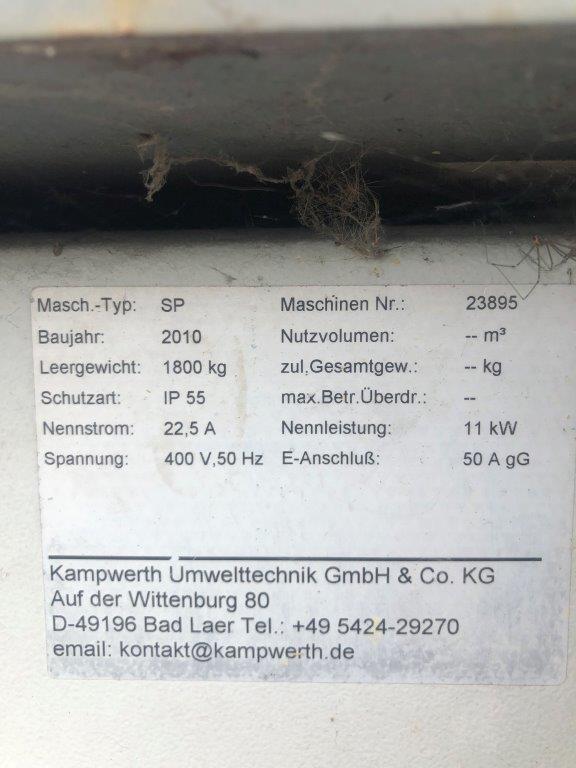 Masch.-Typ: SP Maschinen Nr.: 23895
Baujahr: 2010 Nutzvolumen: -- m³
Leergewicht: 1800 kg zul.Gesamtgew.: -- kg
Schutzart: IP 55 max.Betr.Überdr.: --
Nennstrom: 22,5 A Nennleistung: 11 kW
Spannung: 400 V,50 Hz E-Anschluß: 50 A gG
Kampwerth Umwelttechnik GmbH & Co. KG
Auf der Wittenburg 80
D-49196 Bad Laer Tel.: +49 5424-29270
email: kontakt@kampwerth.de